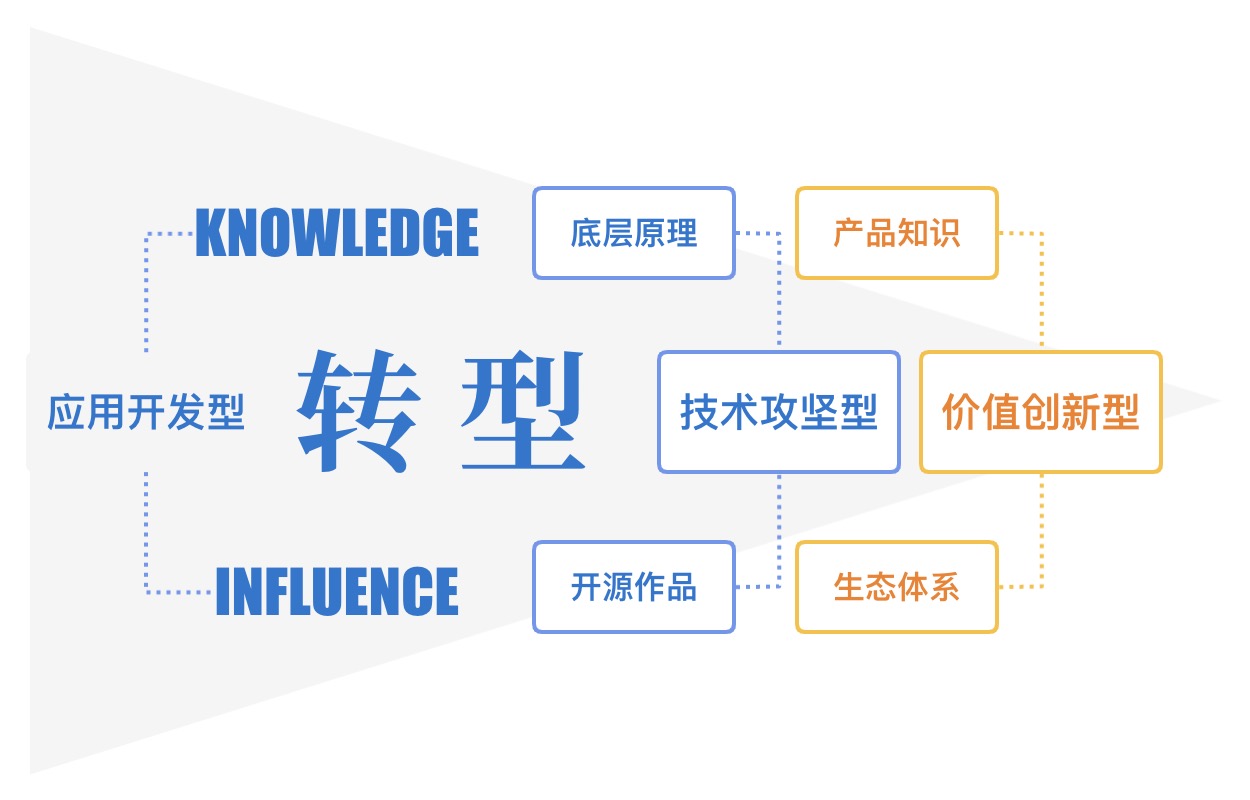 KNOWLEDGE
底层原理
产品知识
应用开发型
转型
技术攻坚型
价值创新型
INFLUENCE
开源作品
生态体系